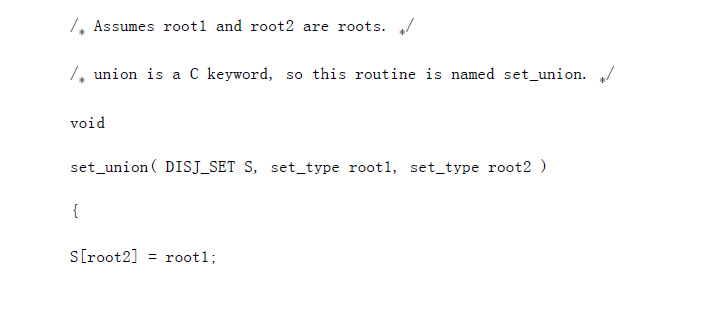 /* Assumes root1 and root2 are roots. */
/* union is a C keyword, so this routine is named set_union. */
void
set_union( DISJ_SET S, set_type root1, set_type root2 )
{
S[root2] = root1;